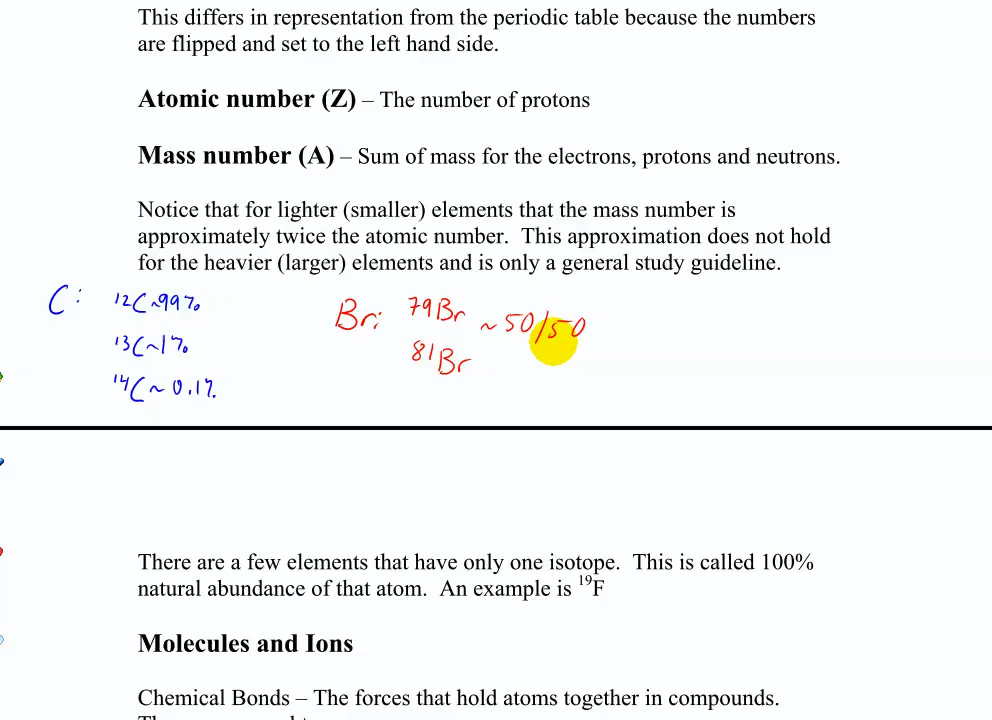 This differs in representation from the periodic table because the numbers
are flipped and set to the left hand side.
Atomic number (Z) – The number of protons
Mass number (A) – Sum of mass for the electrons, protons and neutrons.
Notice that for lighter (smaller) elements that the mass number is
approximately twice the atomic number. This approximation does not hold
for the heavier (larger) elements and is only a general study guideline.
C: ¹²C ~99%
¹³C ~1%
¹⁴C ~ 0.1%
Br: ⁷⁹Br ~ 50/50
⁸¹Br
There are a few elements that have only one isotope. This is called 100%
natural abundance of that atom. An example is ¹⁹F
Molecules and Ions
Chemical Bonds – The forces that hold atoms together in compounds.